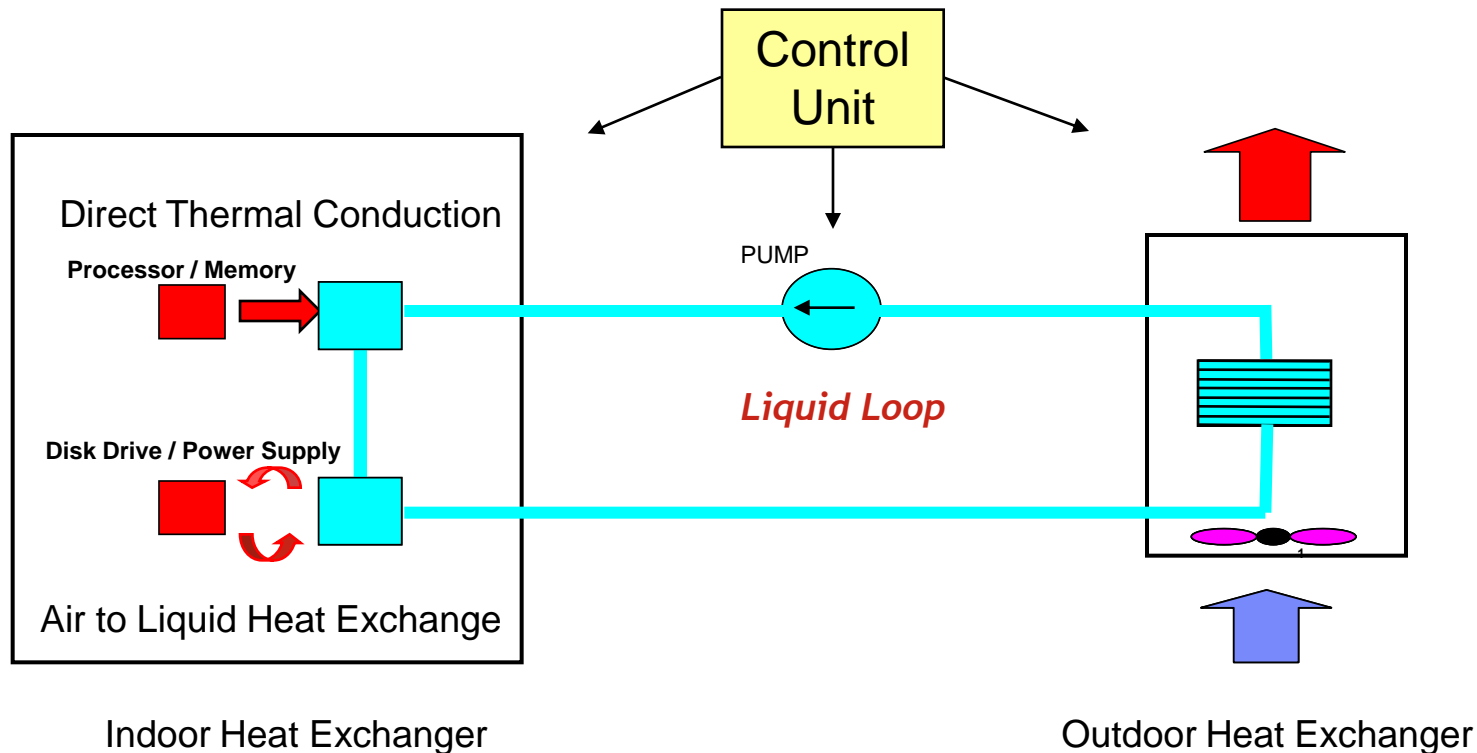 Control
Unit
Direct Thermal Conduction
Processor / Memory
PUMP
Liquid Loop
Disk Drive / Power Supply
1
Air to Liquid Heat Exchange
Indoor Heat Exchanger
Outdoor Heat Exchanger